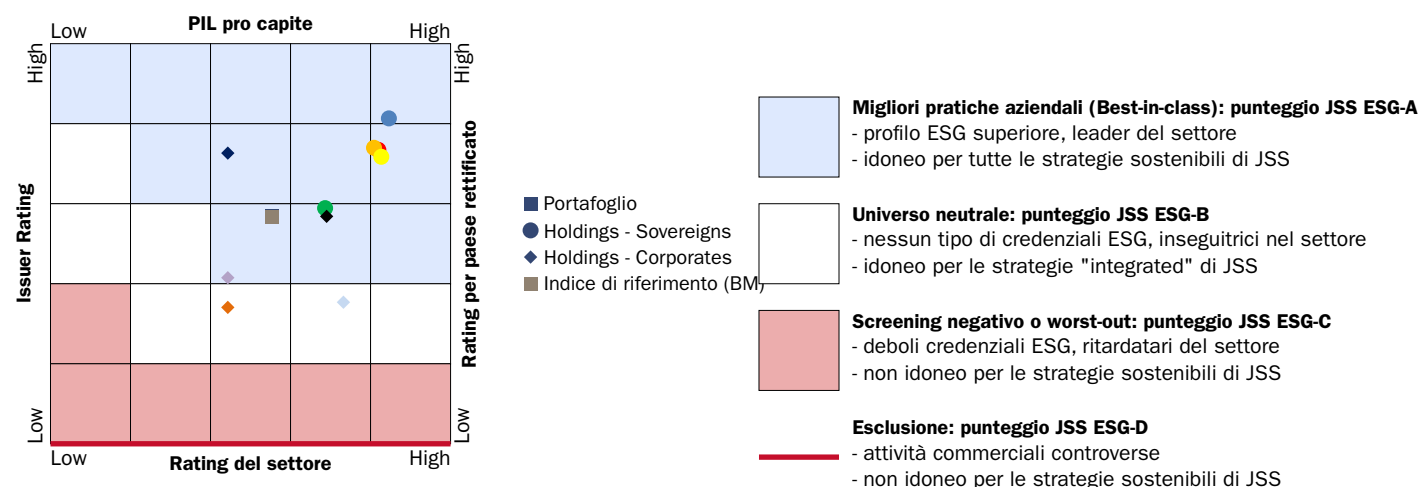 PIL pro capite
Low
High
High
High
Issuer Rating
Rating per paese rettificato
Low
Low
Low
High
Rating del settore
Portafoglio
Holdings - Sovereigns
Holdings - Corporates
Indice di riferimento (BM)
Migliori pratiche aziendali (Best-in-class): punteggio JSS ESG-A
- profilo ESG superiore, leader del settore
- idoneo per tutte le strategie sostenibili di JSS
Universo neutrale: punteggio JSS ESG-B
- nessun tipo di credenziali ESG, inseguitrici nel settore
- idoneo per le strategie "integrated" di JSS
Screening negativo o worst-out: punteggio JSS ESG-C
- deboli credenziali ESG, ritardatari del settore
- non idoneo per le strategie sostenibili di JSS
Esclusione: punteggio JSS ESG-D
- attività commerciali controverse
- non idoneo per le strategie sostenibili di JSS